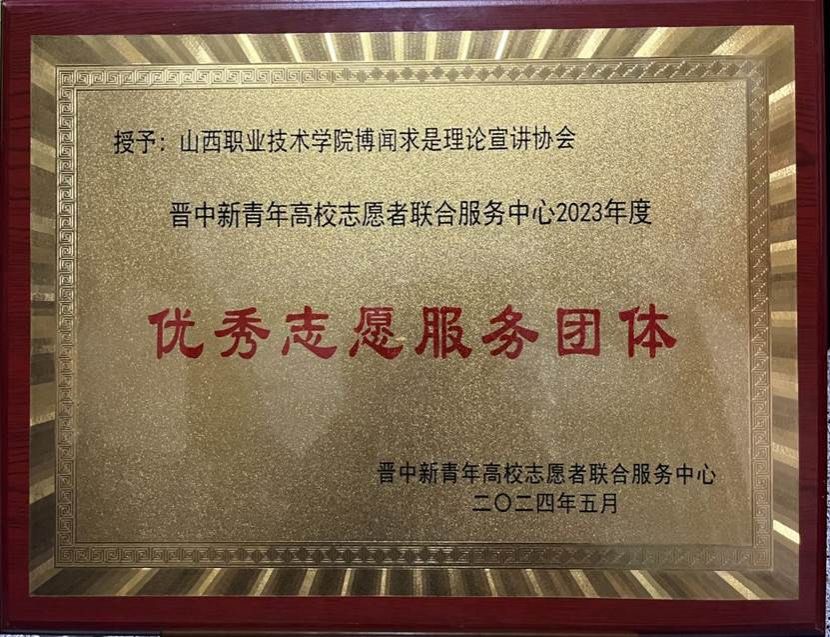 授予：山西职业技术学院博闻求是理论宣讲协会
晋中新青年高校志愿者联合服务中心2023年度
优秀志愿服务团体
晋中新青年高校志愿者联合服务中心
二〇二四年五月